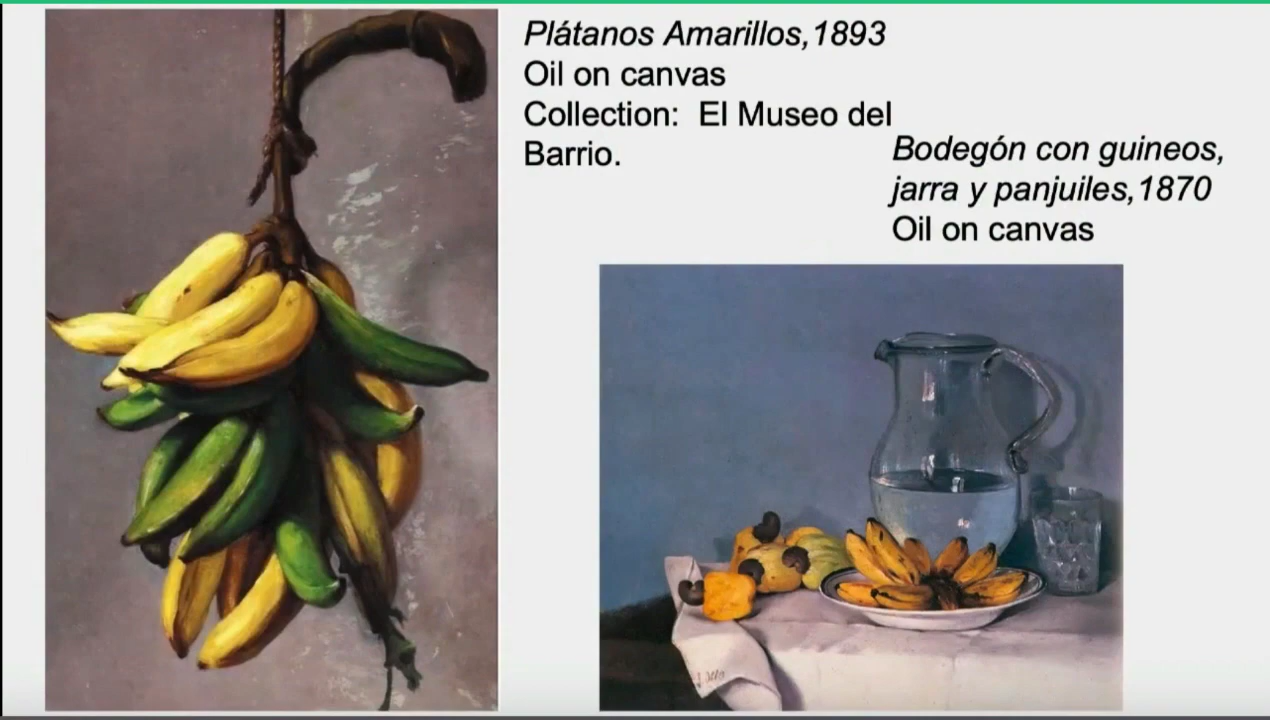 Plátanos Amarillos,1893
Oil on canvas
Collection:  El Museo del
Barrio.
Bodegón con guineos,
jarra y panjuiles,1870
Oil on canvas